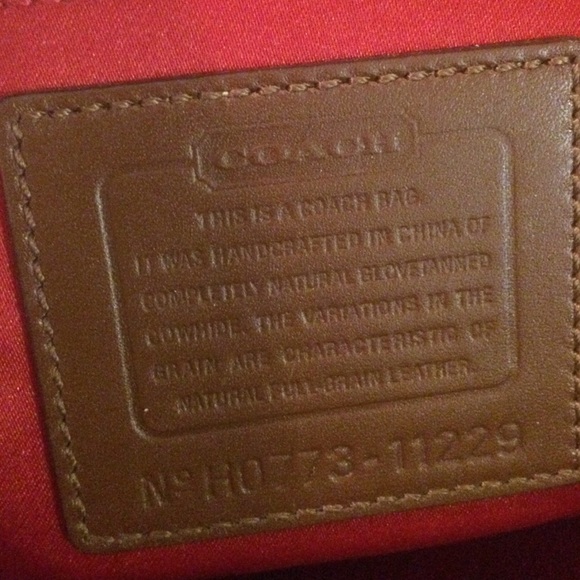 COACH
THIS IS A COACH BAG.
IT WAS HANDCRAFTED IN CHINA OF
COMPLETELY NATURAL GLOVETANNED
COWHIDE. THE VARIATIONS IN THE
GRAIN ARE CHARACTERISTIC OF
NATURAL FULL-GRAIN LEATHER.
Nº H0773-11229